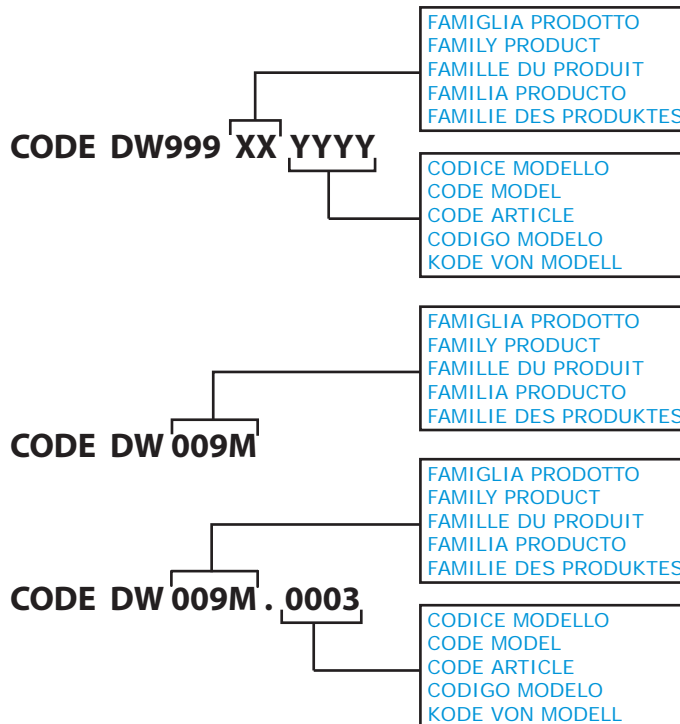 FAMIGLIA PRODOTTO
FAMILY PRODUCT
FAMILLE DU PRODUIT
FAMILIA PRODUCTO
FAMILIE DES PRODUKTES
CODE DW999 XX YYYY
CODICE MODELLO
CODE MODEL
CODE ARTICLE
CODIGO MODELO
KODE VON MODELL
FAMIGLIA PRODOTTO
FAMILY PRODUCT
FAMILLE DU PRODUIT
FAMILIA PRODUCTO
FAMILIE DES PRODUKTES
CODE DW 009M
FAMIGLIA PRODOTTO
FAMILY PRODUCT
FAMILLE DU PRODUIT
FAMILIA PRODUCTO
FAMILIE DES PRODUKTES
CODE DW 009M . 0003
CODICE MODELLO
CODE MODEL
CODE ARTICLE
CODIGO MODELO
KODE VON MODELL